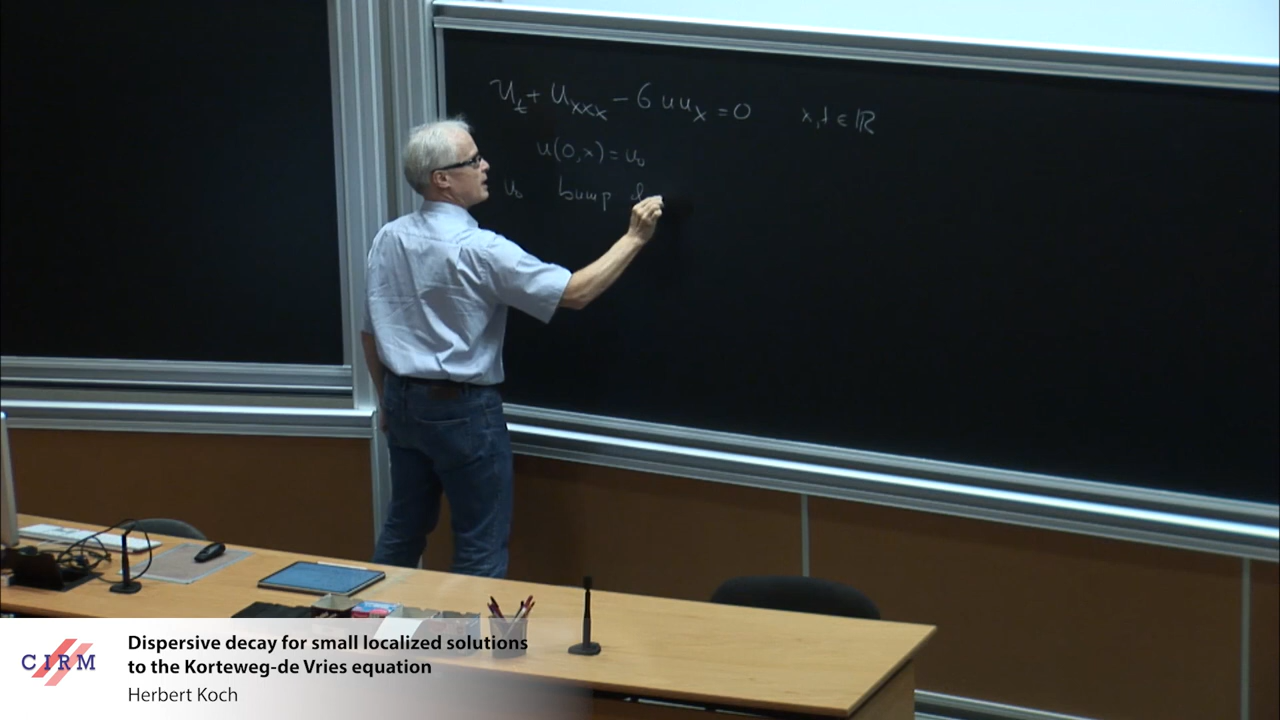 u_t + u_xxx - 6 u u_x = 0   x, t ∈ ℝ
u(0,x) = u_0
u_0 bump
CIRM
Dispersive decay for small localized solutions
to the Korteweg-de Vries equation
Herbert Koch